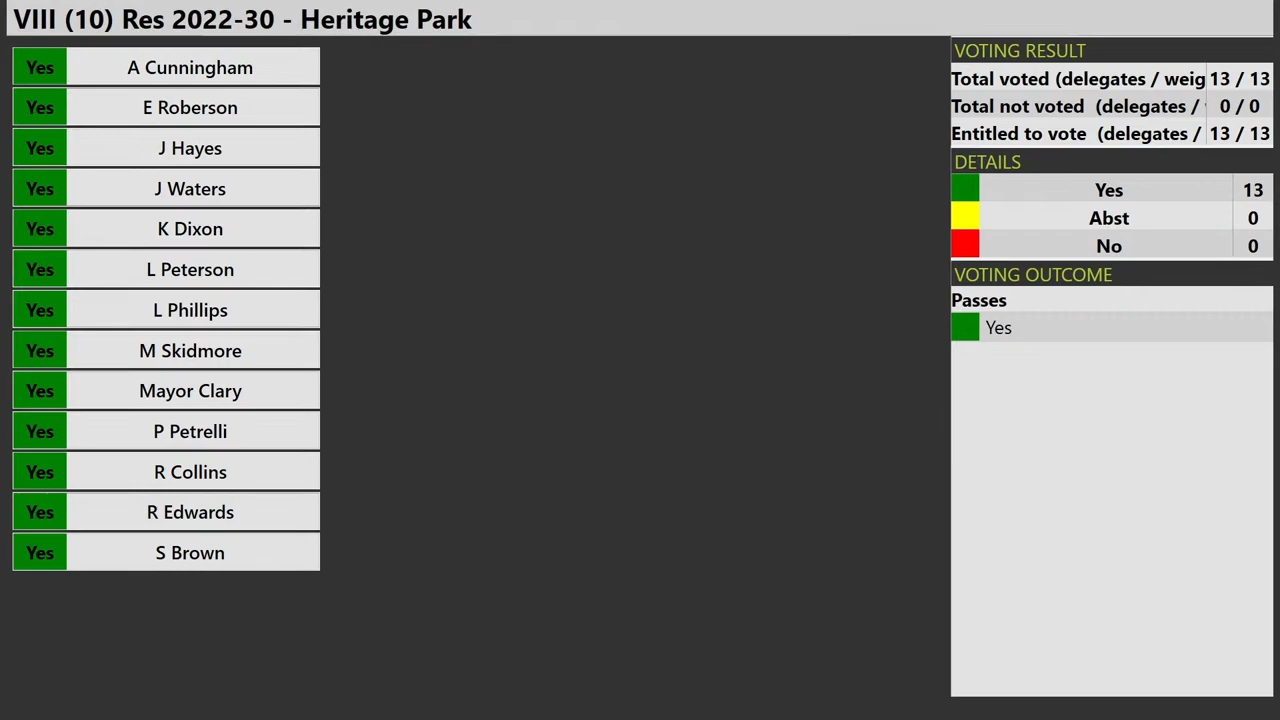 VIII (10) Res 2022-30 - Heritage Park
Yes A Cunningham
Yes E Roberson
Yes J Hayes
Yes J Waters
Yes K Dixon
Yes L Peterson
Yes L Phillips
Yes M Skidmore
Yes Mayor Clary
Yes P Petrelli
Yes R Collins
Yes R Edwards
Yes S Brown
VOTING RESULT
Total voted (delegates / weig 13 / 13
Total not voted (delegates / 0 / 0
Entitled to vote (delegates / 13 / 13
DETAILS
Yes 13
Abst 0
No 0
VOTING OUTCOME
Passes
Yes